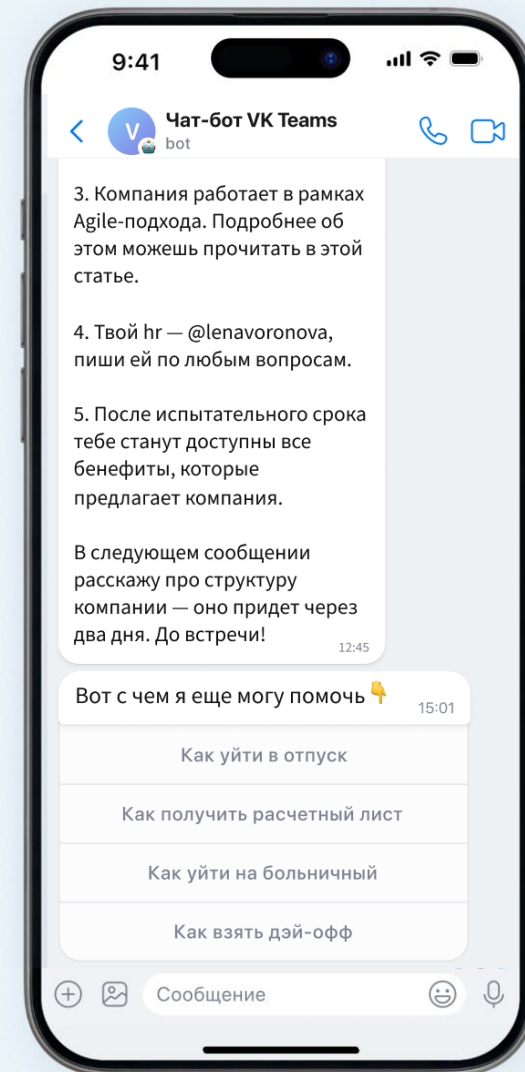 9:41
V
Чат-бот VK Teams
bot
3. Компания работает в рамках
Agile-подхода. Подробнее об
этом можешь прочитать в этой
статье.
4. Твой hr — @lenavoronova,
пиши ей по любым вопросам.
5. После испытательного срока
тебе станут доступны все
бенефиты, которые
предлагает компания.
В следующем сообщении
расскажу про структуру
компании — оно придет через
два дня. До встречи!
12:45
Вот с чем я еще могу помочь👇
15:01
Как уйти в отпуск
Как получить расчетный лист
Как уйти на больничный
Как взять дэй-офф
Сообщение